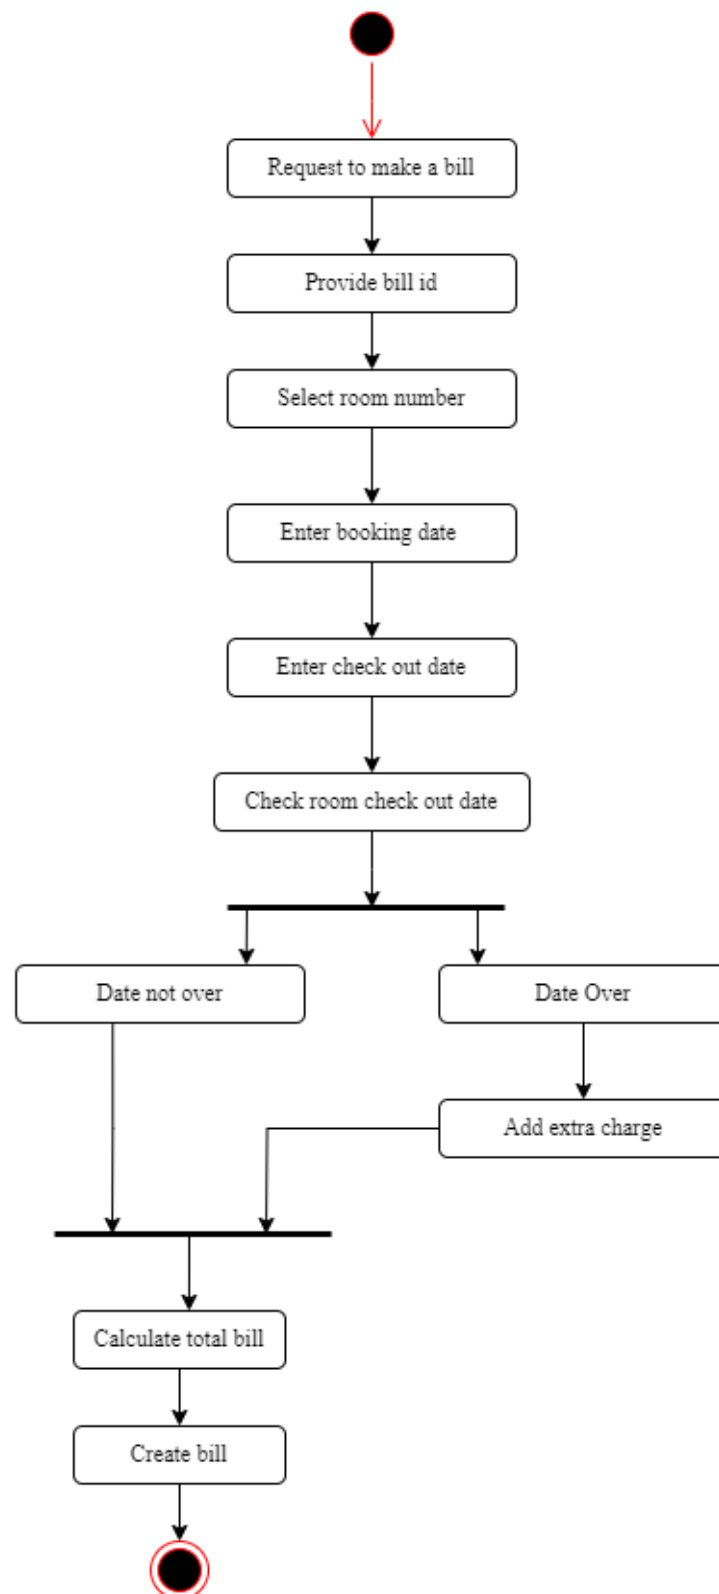 Request to make a bill
Provide bill id
Select room number
Enter booking date
Enter check out date
Check room check out date
Date not over
Date Over
Add extra charge
Calculate total bill
Create bill